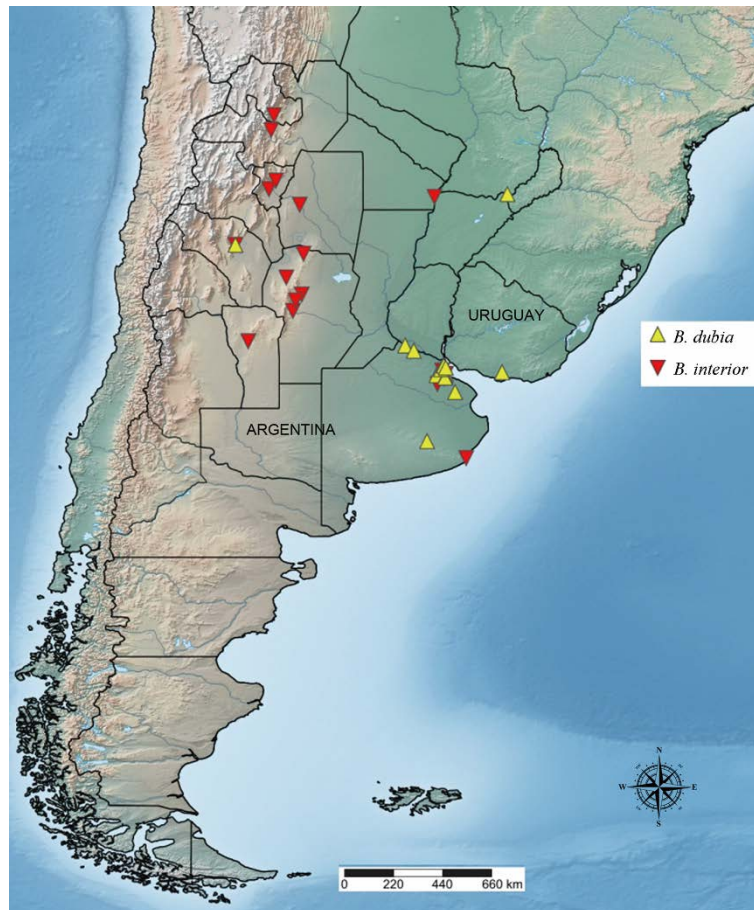 URUGUAY
B. dubia
B. interior
ARGENTINA
N
W E
S
0 220 440 660 km